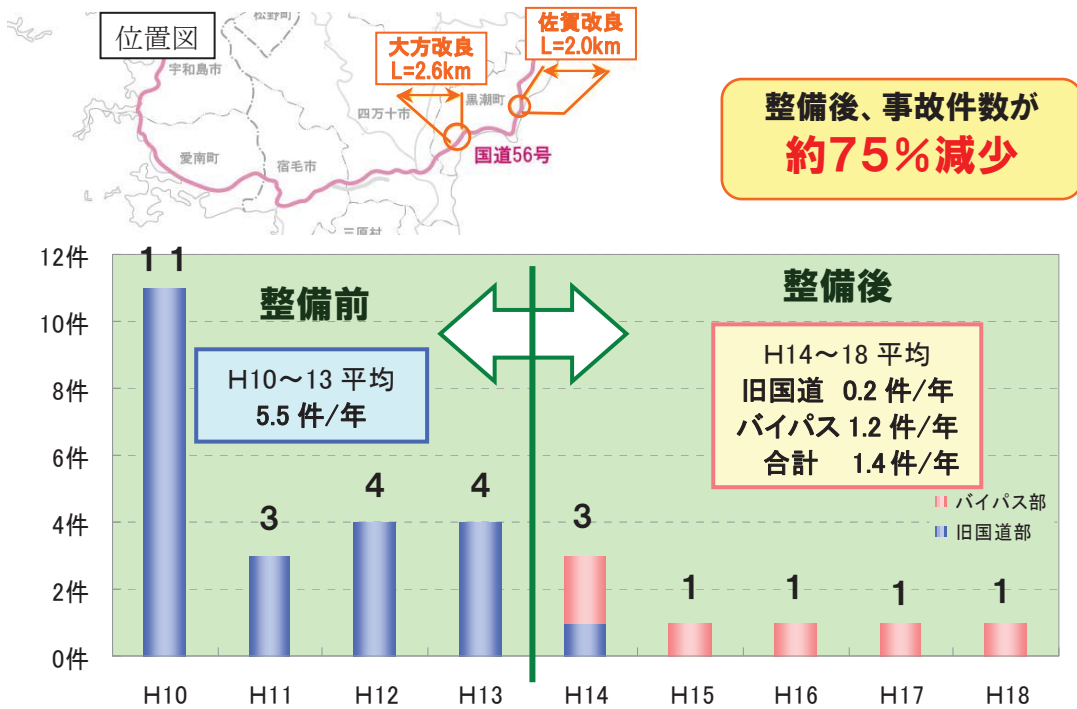 位置図
松野町
宇和島市
大方改良
L=2.6km
佐賀改良
L=2.0km
黒潮町
四万十市
国道56号
愛南町
宿毛市
三原村
整備後、事故件数が
約75%減少
12件
10件
8件
6件
4件
2件
0件
整備前
整備後
H10~13 平均
5.5 件/年
H14~18 平均
旧国道 0.2 件/年
バイパス 1.2 件/年
合計 1.4 件/年
バイパス部
旧国道部
11
3
4
4
3
1
1
1
1
H10
H11
H12
H13
H14
H15
H16
H17
H18